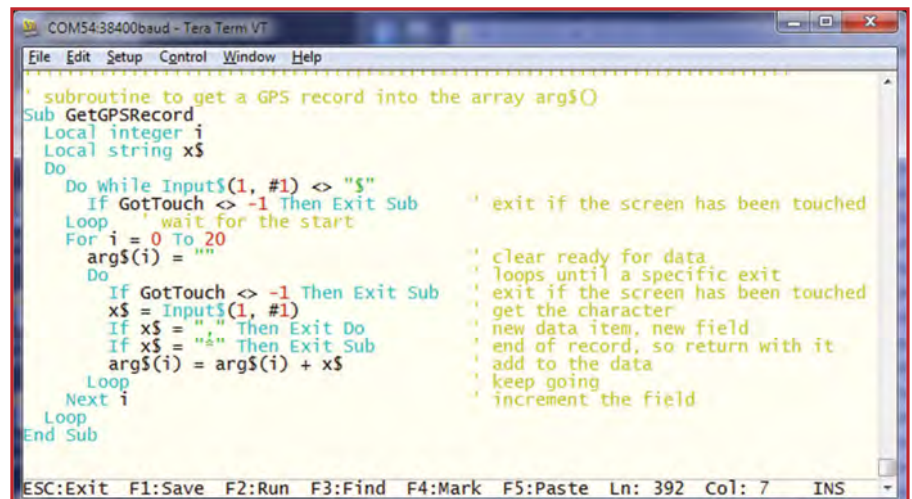 COM54:38400baud - Tera Term VT
File Edit Setup Control Window Help
' subroutine to get a GPS record into the array arg$()
Sub GetGPSRecord
Local integer i
Local string x$
Do
Do While Input$(1, #1) <> "$"
If GotTouch <> -1 Then Exit Sub ' exit if the screen has been touched
Loop ' wait for the start
For i = 0 To 20
arg$(i) = "" ' clear ready for data
Do ' loops until a specific exit
If GotTouch <> -1 Then Exit Sub ' exit if the screen has been touched
x$ = Input$(1, #1) ' get the character
If x$ = "," Then Exit Do ' new data item, new field
If x$ = "*" Then Exit Sub ' end of record, so return with it
arg$(i) = arg$(i) + x$ ' add to the data
Loop ' keep going
Next i ' increment the field
Loop
End Sub
ESC:Exit F1:Save F2:Run F3:Find F4:Mark F5:Paste Ln: 392 Col: 7 INS